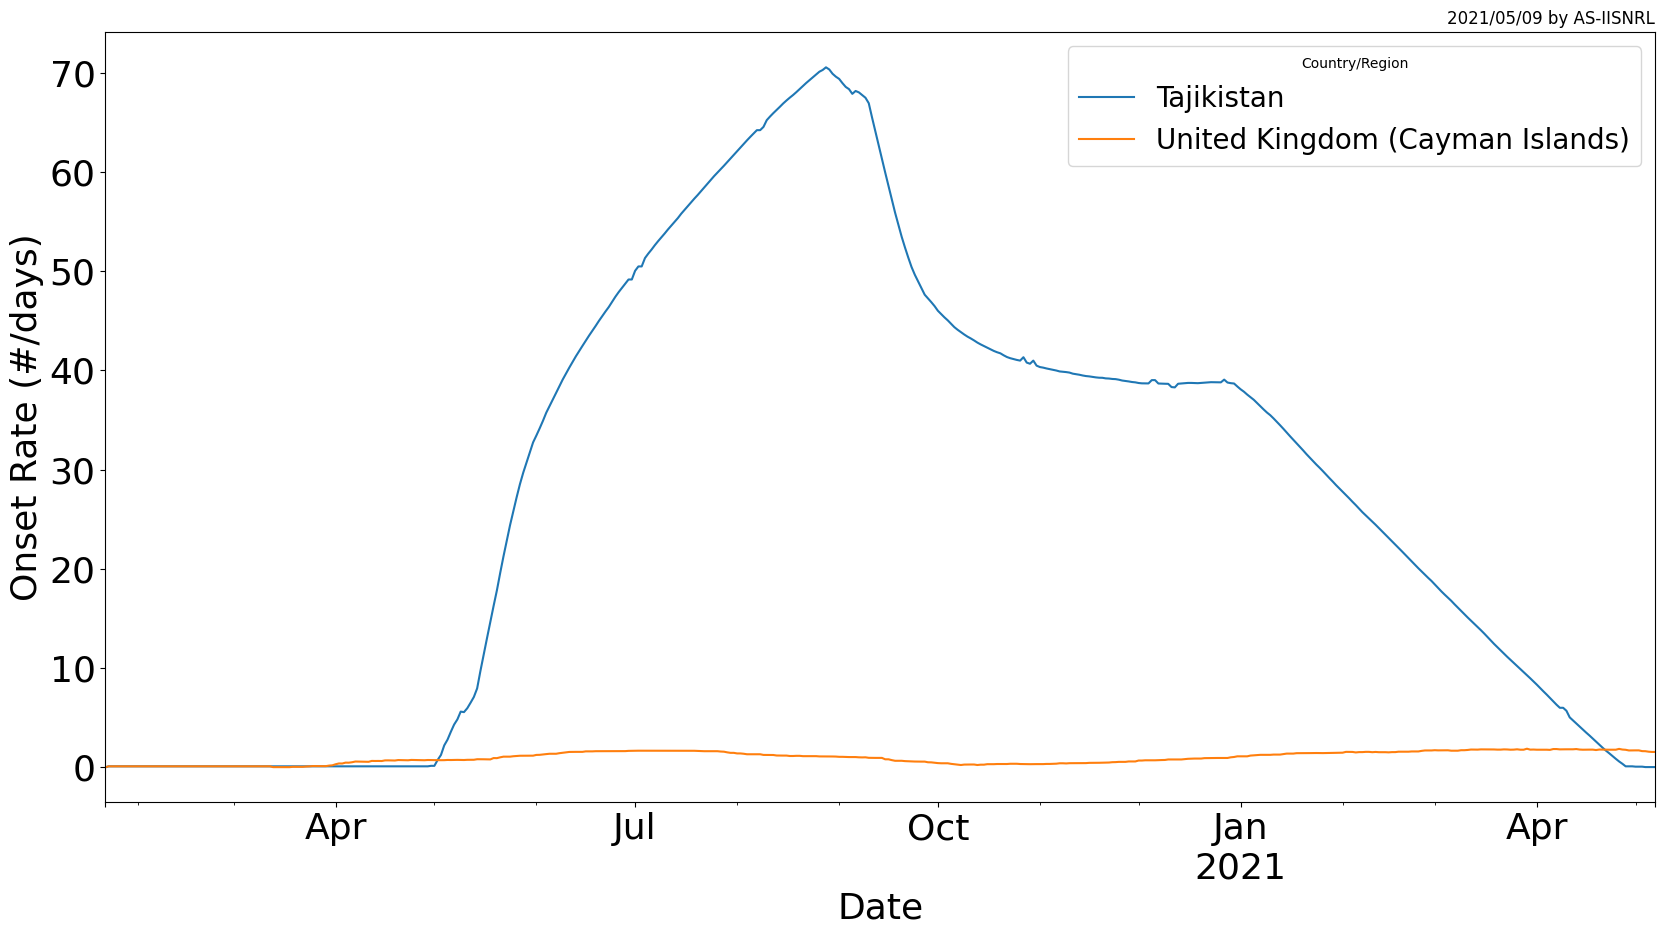 2021/05/09 by AS-IISNRL
Country/Region
Tajikistan
United Kingdom (Cayman Islands)
Onset Rate (#/days)
70
60
50
40
30
20
10
0
Apr Jul Oct Jan Apr
2021
Date